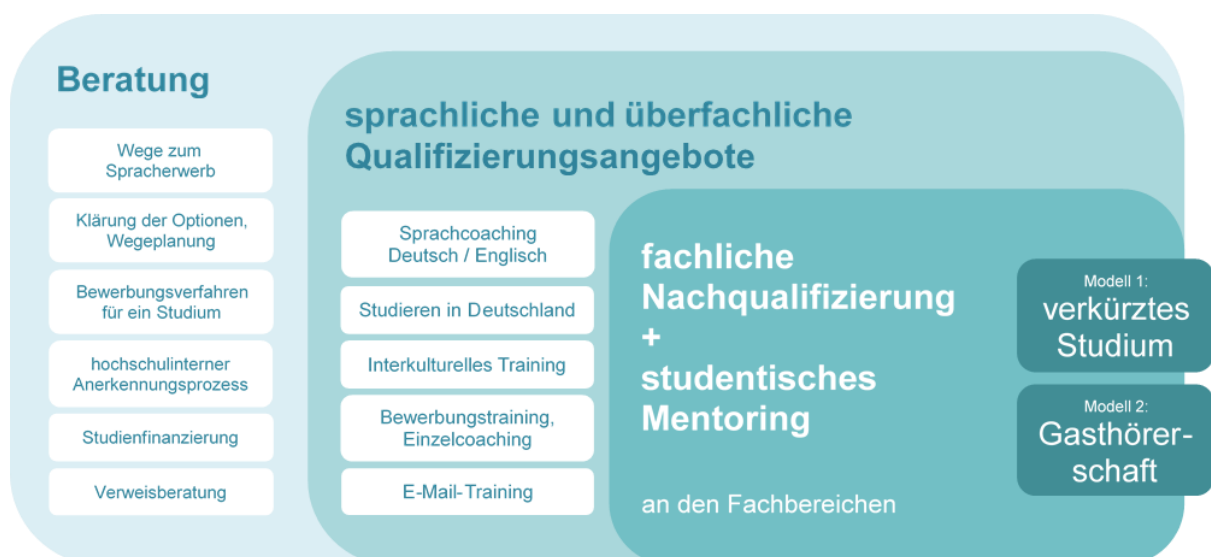 Beratung
Wege zum
Spracherwerb
Klärung der Optionen,
Wegeplanung
Bewerbungsverfahren
für ein Studium
hochschulinterner
Anerkennungsprozess
Studienfinanzierung
Verweisberatung
sprachliche und überfachliche
Qualifizierungsangebote
Sprachcoaching
Deutsch / Englisch
Studieren in Deutschland
Interkulturelles Training
Bewerbungstraining,
Einzelcoaching
E-Mail-Training
fachliche
Nachqualifizierung
+
studentisches
Mentoring
an den Fachbereichen
Modell 1:
verkürztes
Studium
Modell 2:
Gasthörer-
schaft